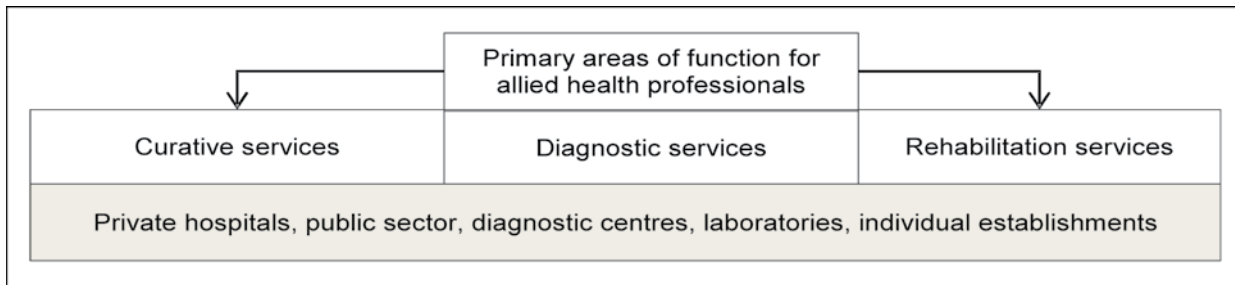 Primary areas of function for
allied health professionals
Curative services
Diagnostic services
Rehabilitation services
Private hospitals, public sector, diagnostic centres, laboratories, individual establishments